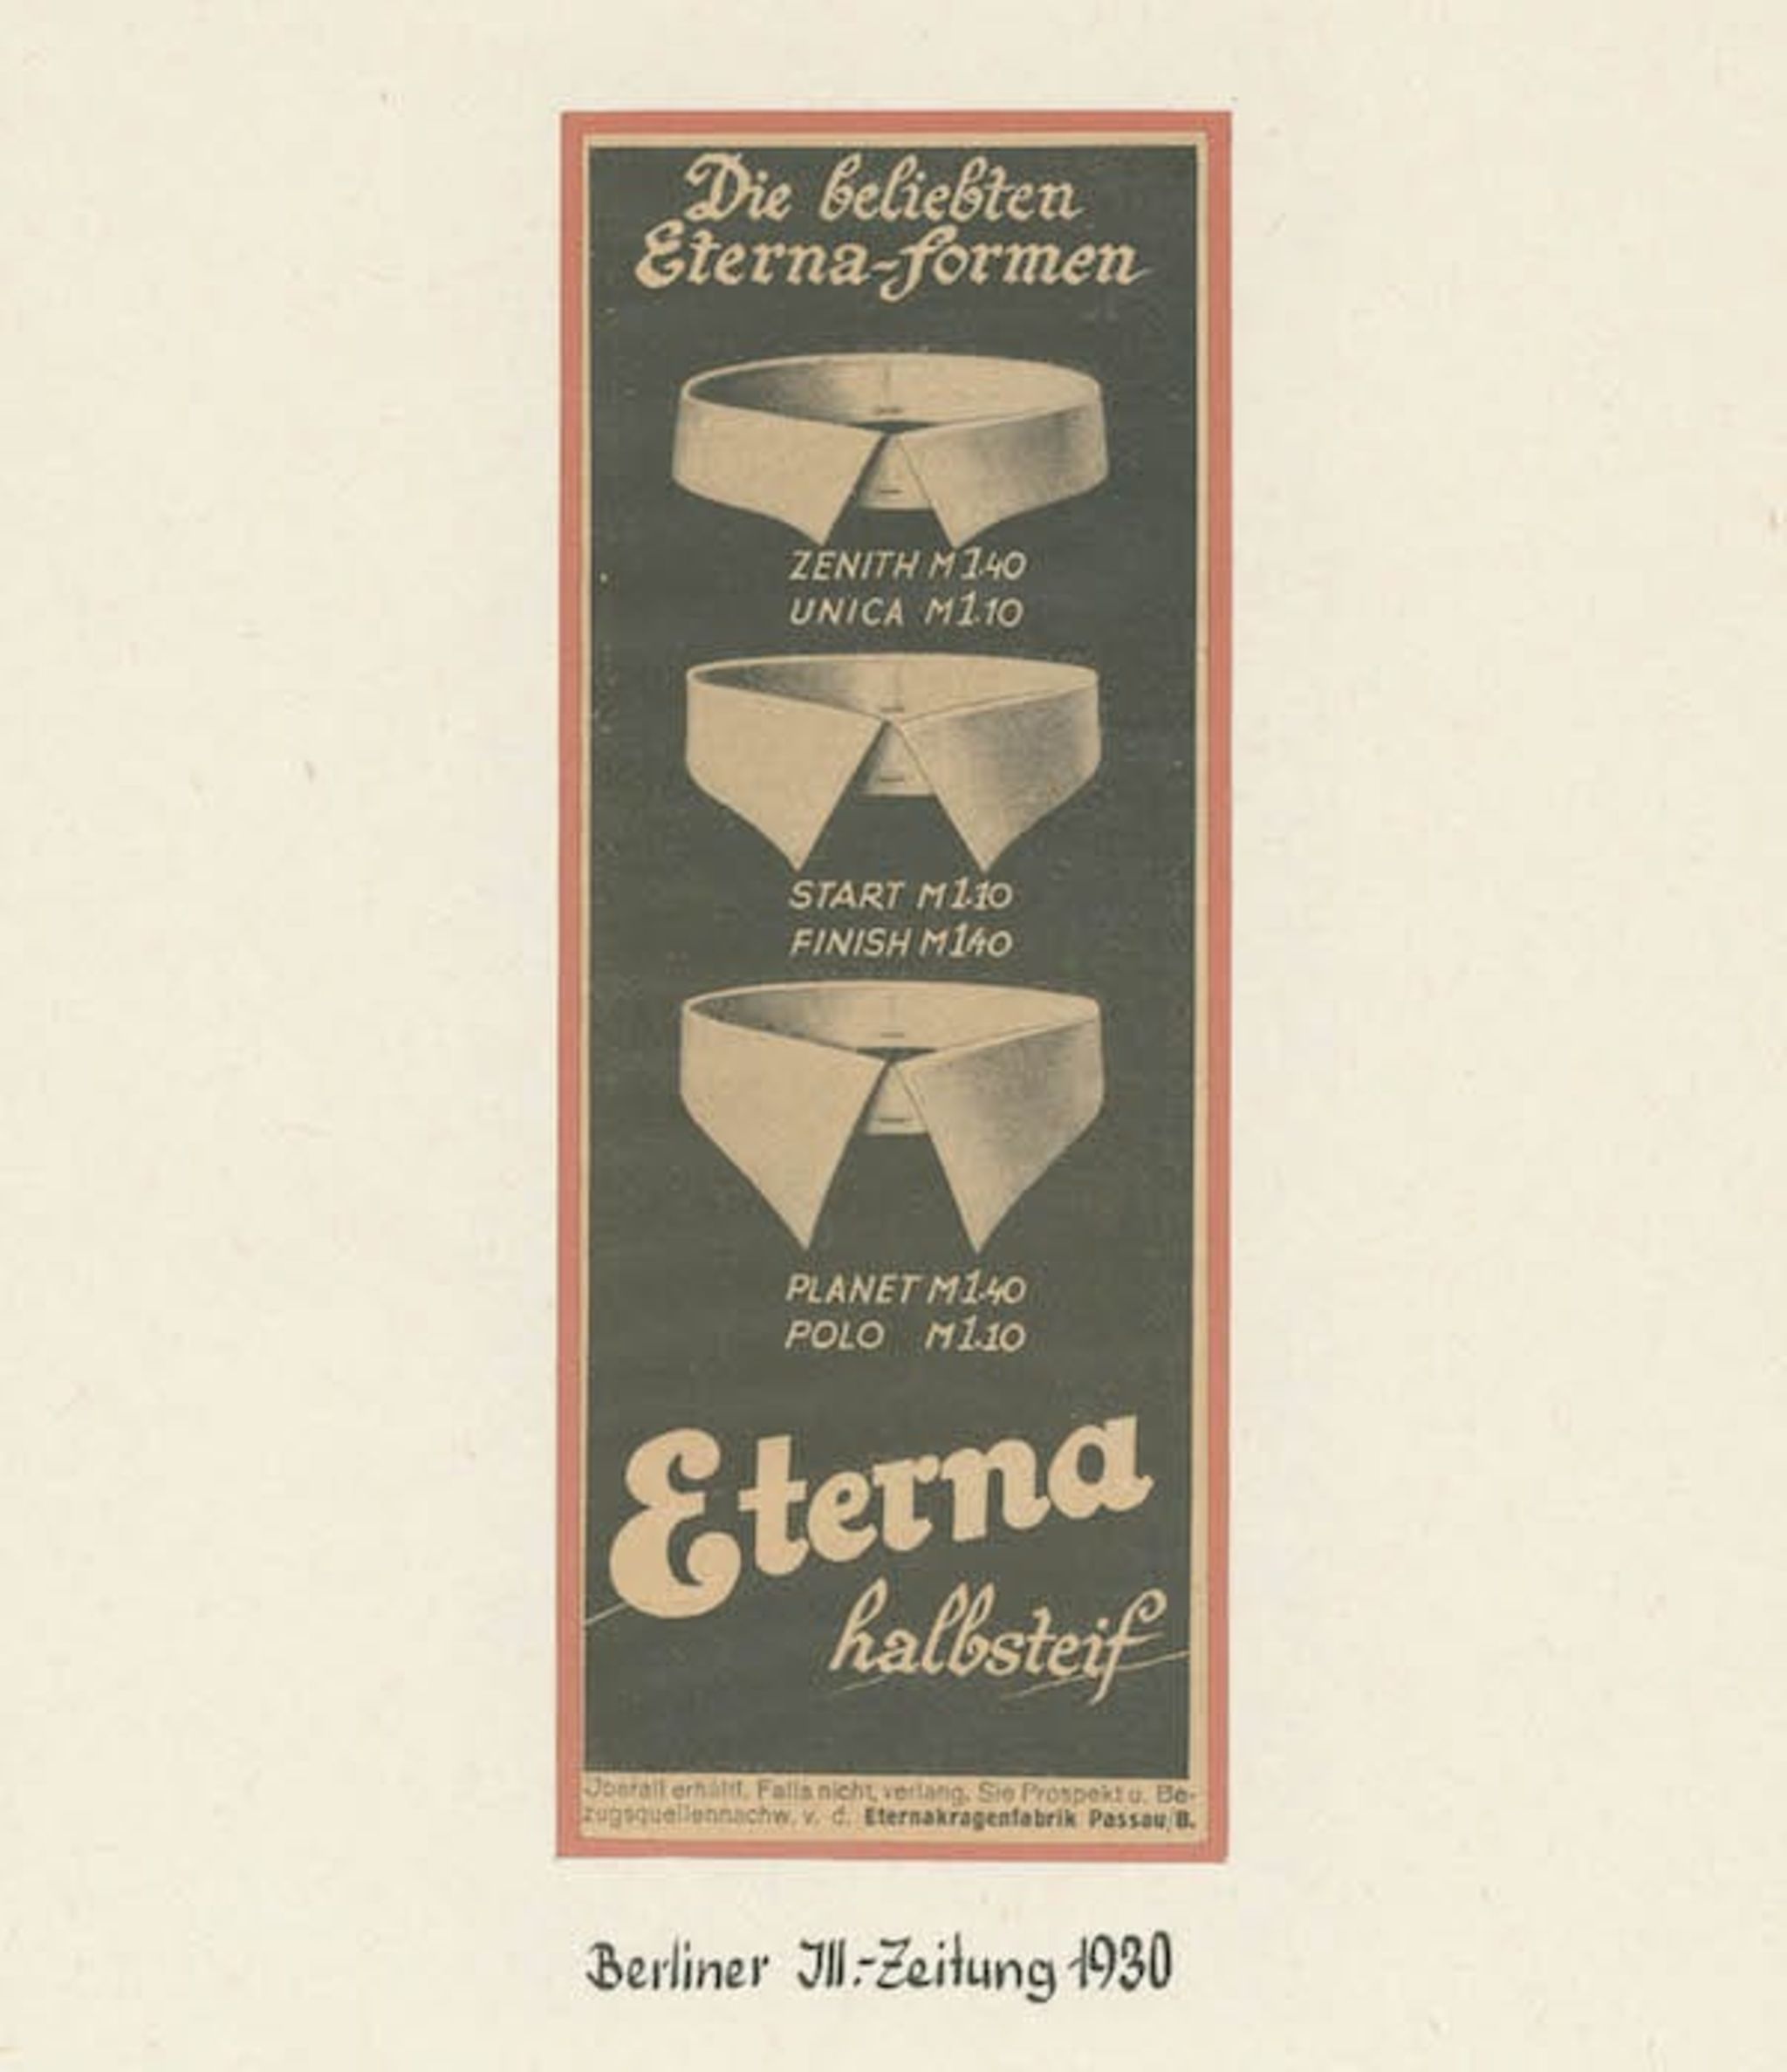 Die beliebten
Eterna-formen
ZENITH M 1.40
UNICA M 1.10
START M 1.10
FINISH M 1.40
PLANET M 1.40
POLO M 1.10
Eterna
halbsteif
Überall erhältl. Falls nicht, verlang. Sie Prospekt u. Be-
zugsquellennachw. v. d. Eternakragenfabrik Passau/B.
Berliner Ill.-Zeitung 1930